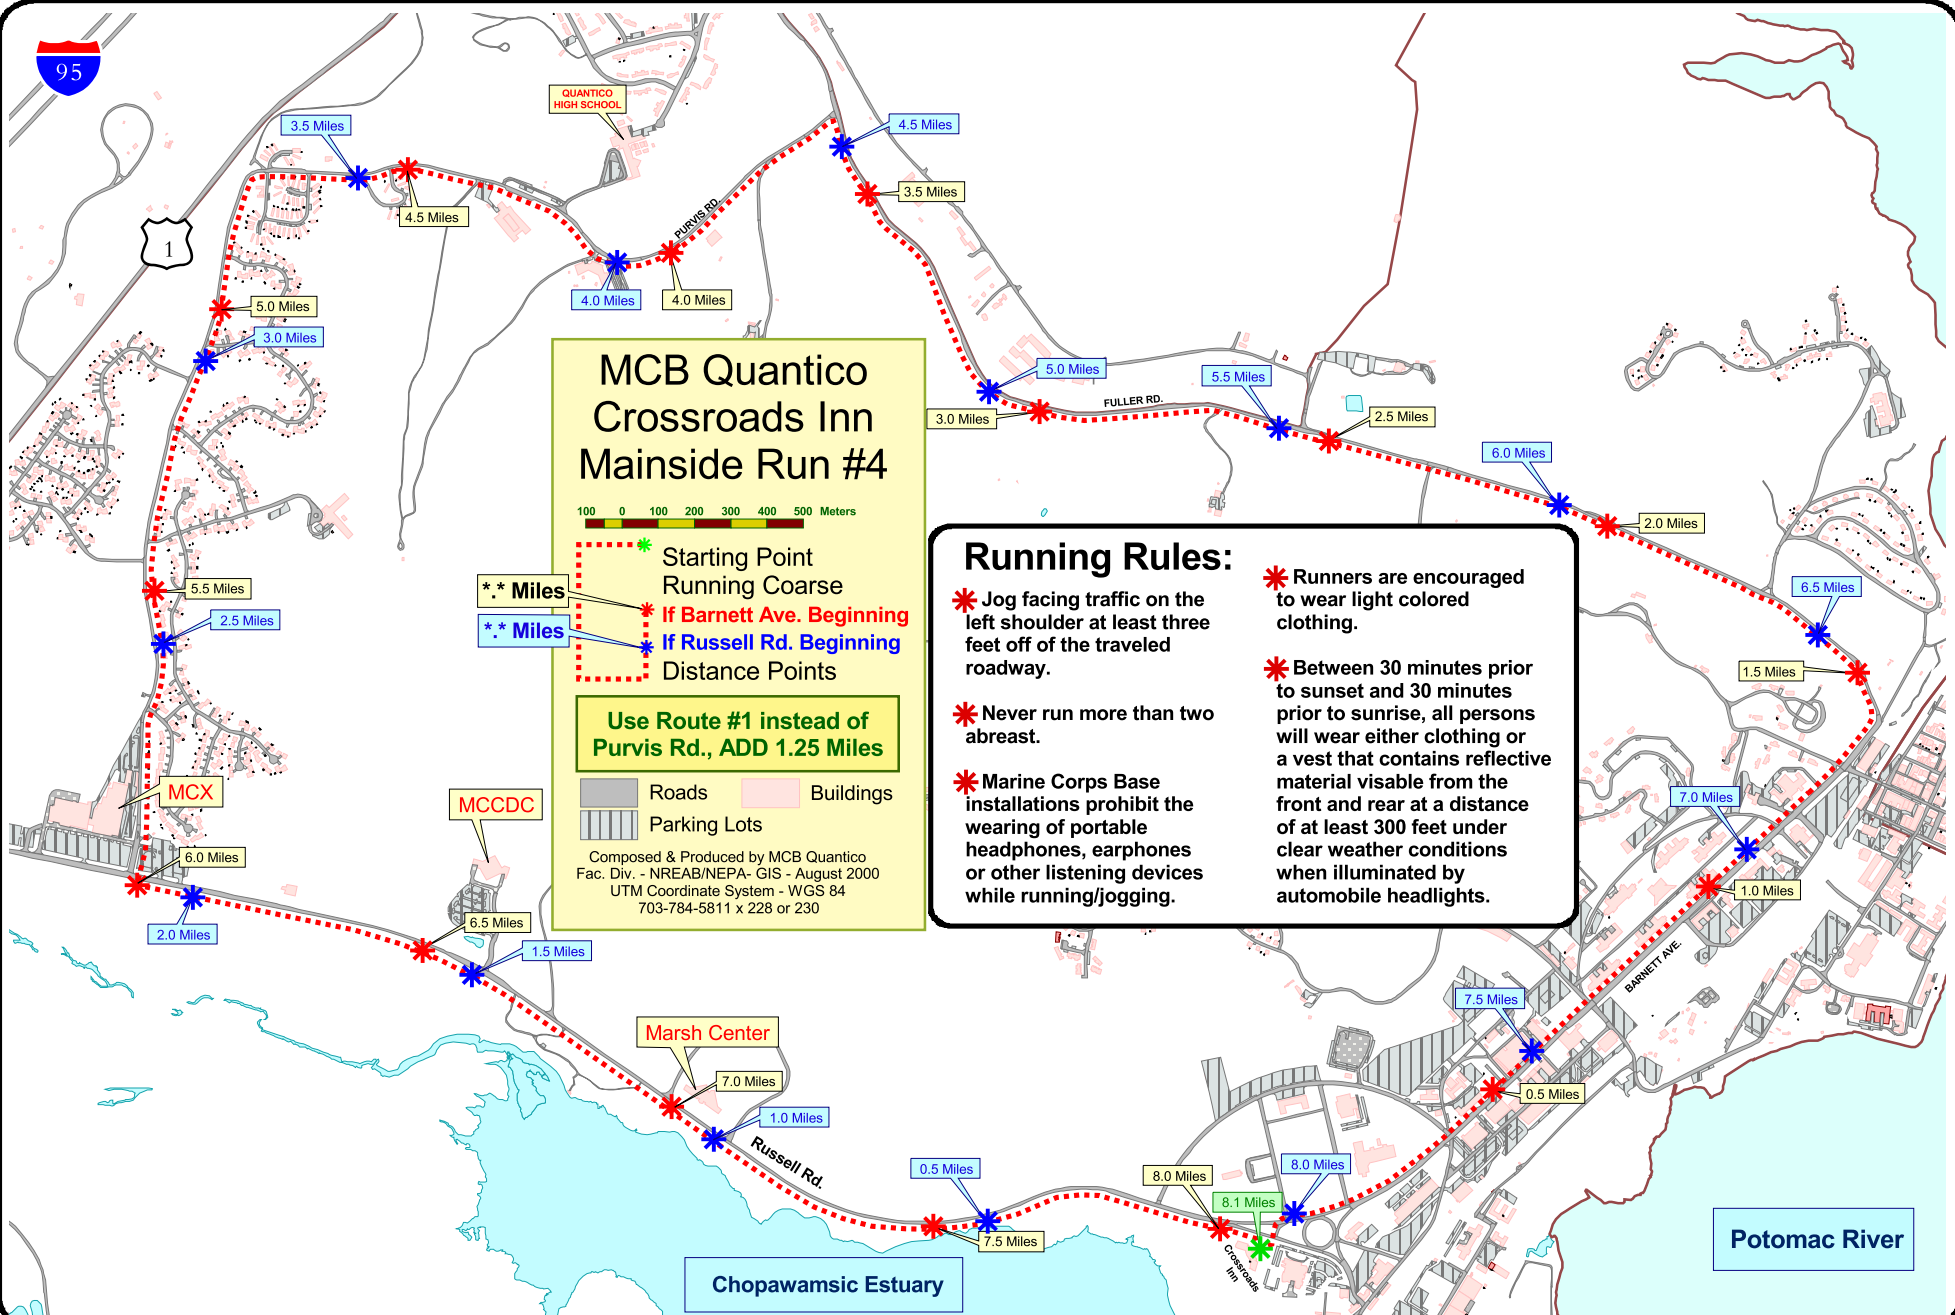 95
3.5 Miles
QUANTICO
HIGH SCHOOL
4.5 Miles
3.5 Miles
4.5 Miles
PURVIS RD.
1
5.0 Miles
3.0 Miles
4.0 Miles
4.0 Miles
MCB Quantico
Crossroads Inn
Mainside Run #4
100 0 100 200 300 400 500 Meters
Starting Point
Running Coarse
*.* Miles
If Barnett Ave. Beginning
*.* Miles
If Russell Rd. Beginning
Distance Points
Use Route #1 instead of
Purvis Rd., ADD 1.25 Miles
Roads
Buildings
Parking Lots
Composed & Produced by MCB Quantico
Fac. Div. - NREAB/NEPA- GIS - August 2000
UTM Coordinate System - WGS 84
703-784-5811 x 228 or 230
5.0 Miles
5.5 Miles
FULLER RD.
3.0 Miles
2.5 Miles
6.0 Miles
2.0 Miles
6.5 Miles
1.5 Miles
Running Rules:
Jog facing traffic on the
left shoulder at least three
feet off of the traveled
roadway.
Never run more than two
abreast.
Marine Corps Base
installations prohibit the
wearing of portable
headphones, earphones
or other listening devices
while running/jogging.
Runners are encouraged
to wear light colored
clothing.
Between 30 minutes prior
to sunset and 30 minutes
prior to sunrise, all persons
will wear either clothing or
a vest that contains reflective
material visable from the
front and rear at a distance
of at least 300 feet under
clear weather conditions
when illuminated by
automobile headlights.
5.5 Miles
2.5 Miles
MCX
MCCDC
6.0 Miles
2.0 Miles
6.5 Miles
1.5 Miles
Marsh Center
7.0 Miles
1.0 Miles
Russell Rd.
0.5 Miles
7.5 Miles
7.0 Miles
1.0 Miles
BARNETT AVE.
7.5 Miles
0.5 Miles
8.0 Miles
8.0 Miles
8.1 Miles
Crossroads
Inn
Chopawamsic Estuary
Potomac River